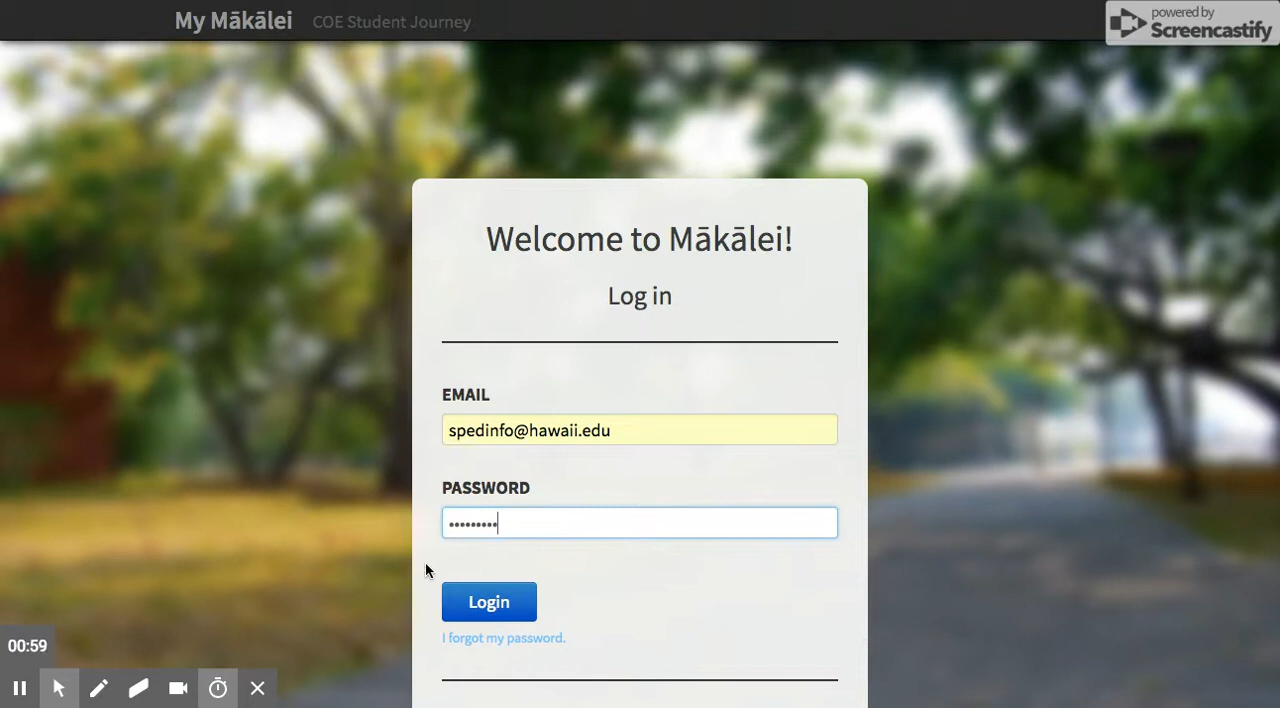 My Mākālei COE Student Journey
powered by
Screencastify
Welcome to Mākālei!
Log in
EMAIL
spedinfo@hawaii.edu
PASSWORD
•••••••••
Login
I forgot my password.
00:59